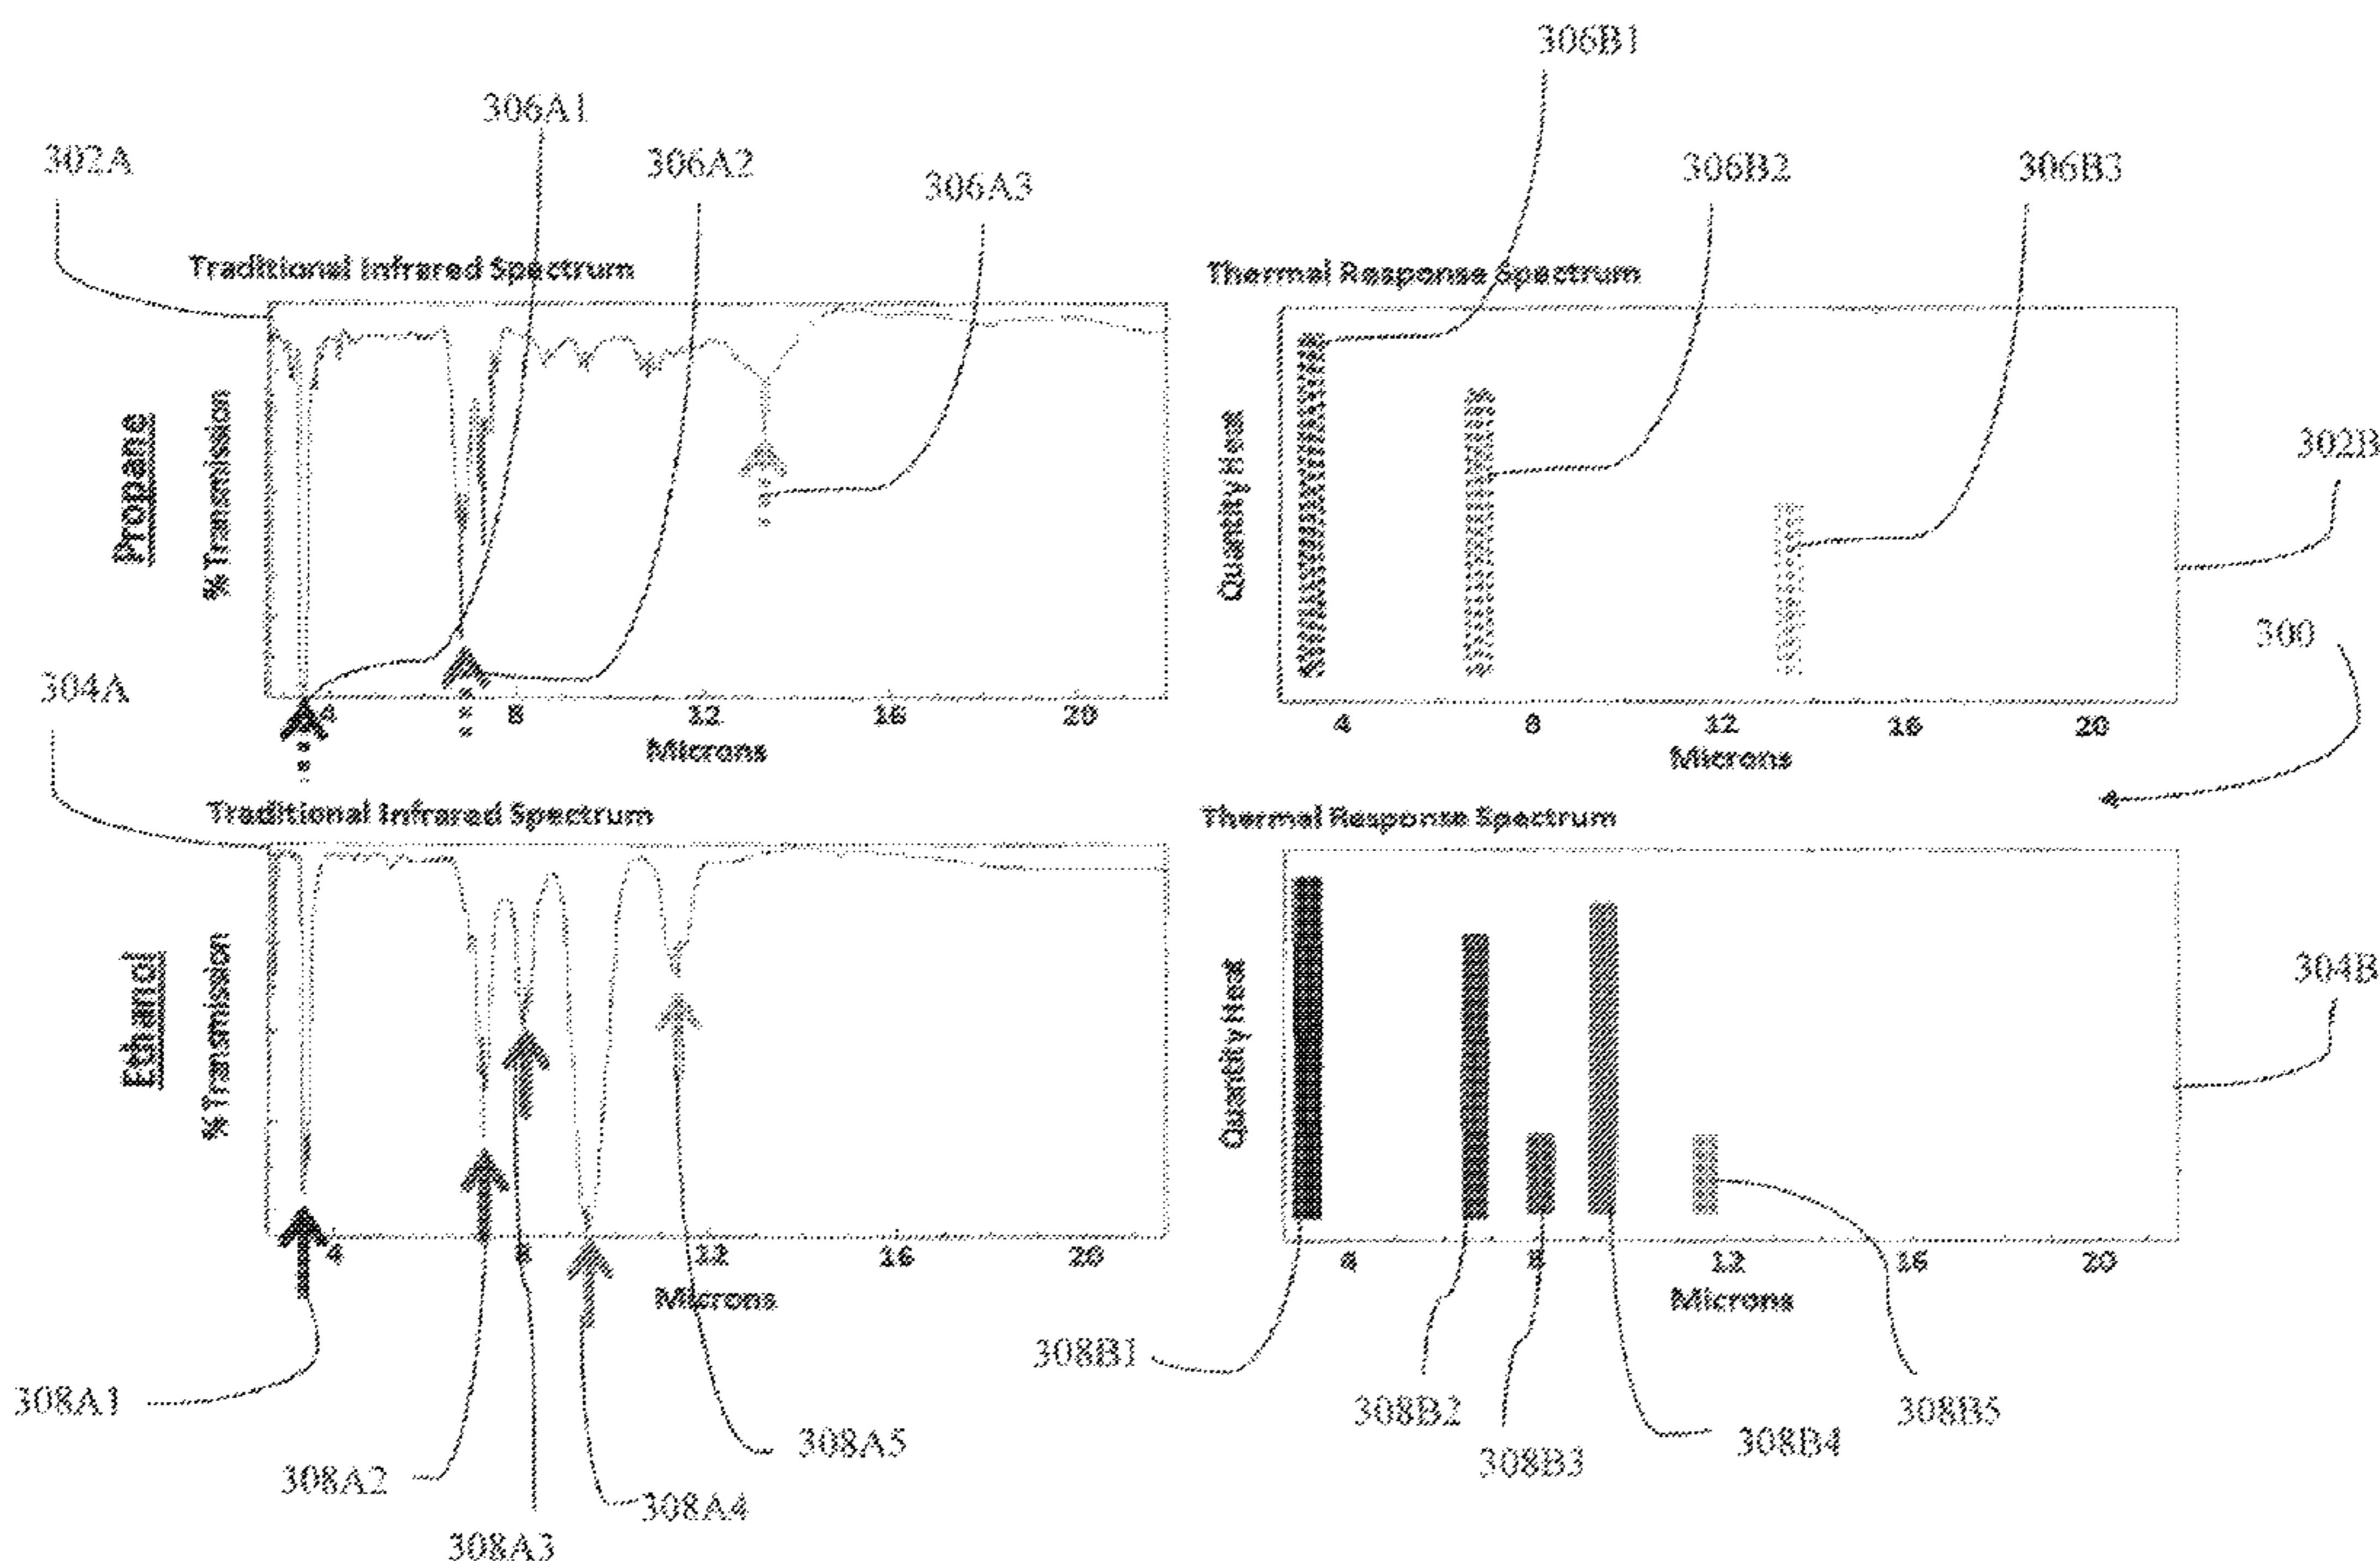 306B1
306A1
302A
306A2
306A3
306B2
306B3
Traditional Infrared Spectrum
Thermal Response Spectrum
Propane
% Transmission
4 8 12 16 20
Microns
Quantity Heat
4 8 12 16 20
Microns
302B
300
304A
Traditional Infrared Spectrum
Thermal Response Spectrum
Ethanol
% Transmission
4 8 12 16 20
Microns
Quantity Heat
4 8 12 16 20
Microns
304B
308A1
308A2
308A3
308A4
308A5
308B1
308B2
308B3
308B4
308B5